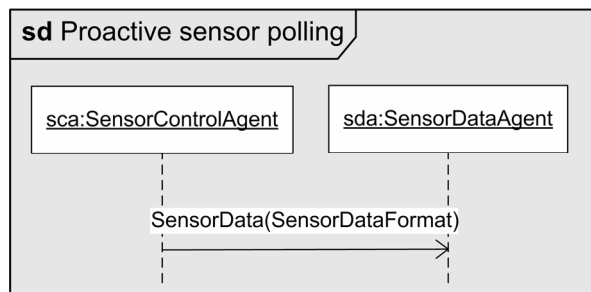 sd Proactive sensor polling
sca:SensorControlAgent
sda:SensorDataAgent
SensorData(SensorDataFormat)